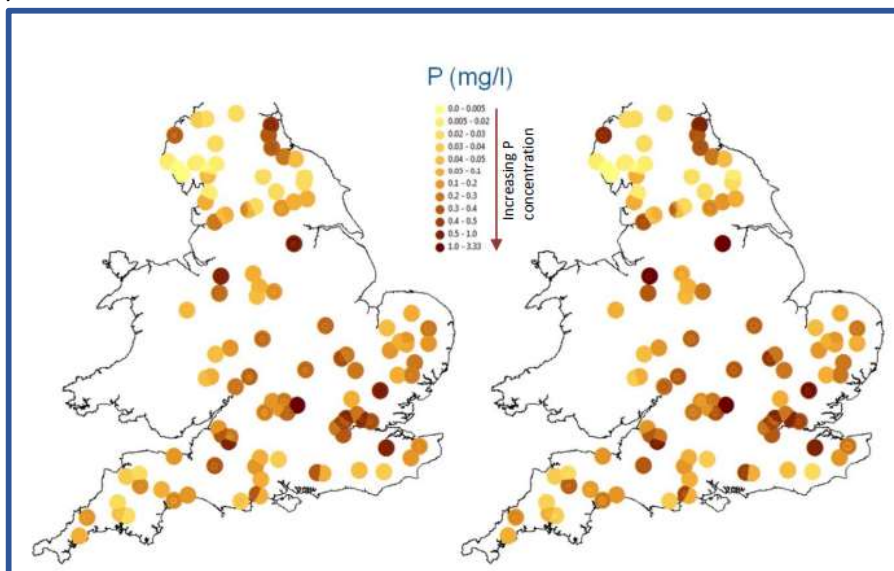 P (mg/l)
0.0 - 0.005
0.005 - 0.02
0.02 - 0.03
0.03 - 0.04
0.04 - 0.05
0.05 - 0.1
0.1 - 0.2
0.2 - 0.3
0.3 - 0.4
0.4 - 0.5
0.5 - 1.0
1.0 - 3.33
Increasing P
concentration